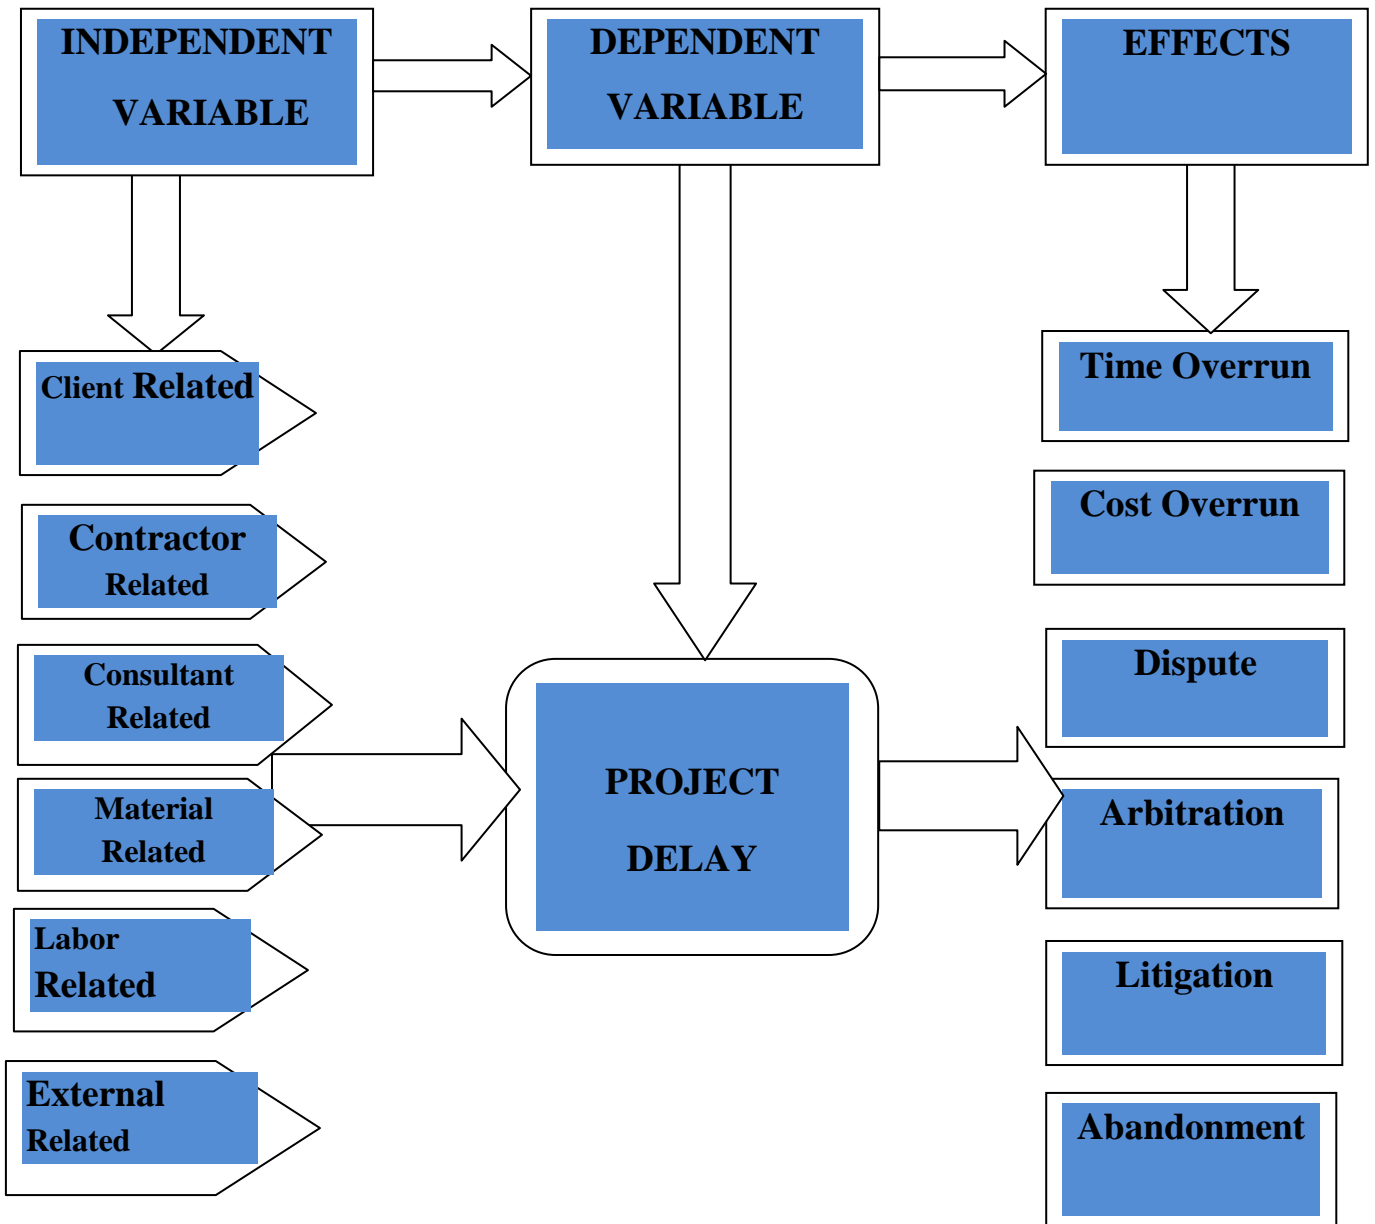 INDEPENDENT
VARIABLE
DEPENDENT
VARIABLE
EFFECTS
Client Related
Contractor
Related
Consultant
Related
Material
Related
Labor
Related
External
Related
PROJECT
DELAY
Time Overrun
Cost Overrun
Dispute
Arbitration
Litigation
Abandonment